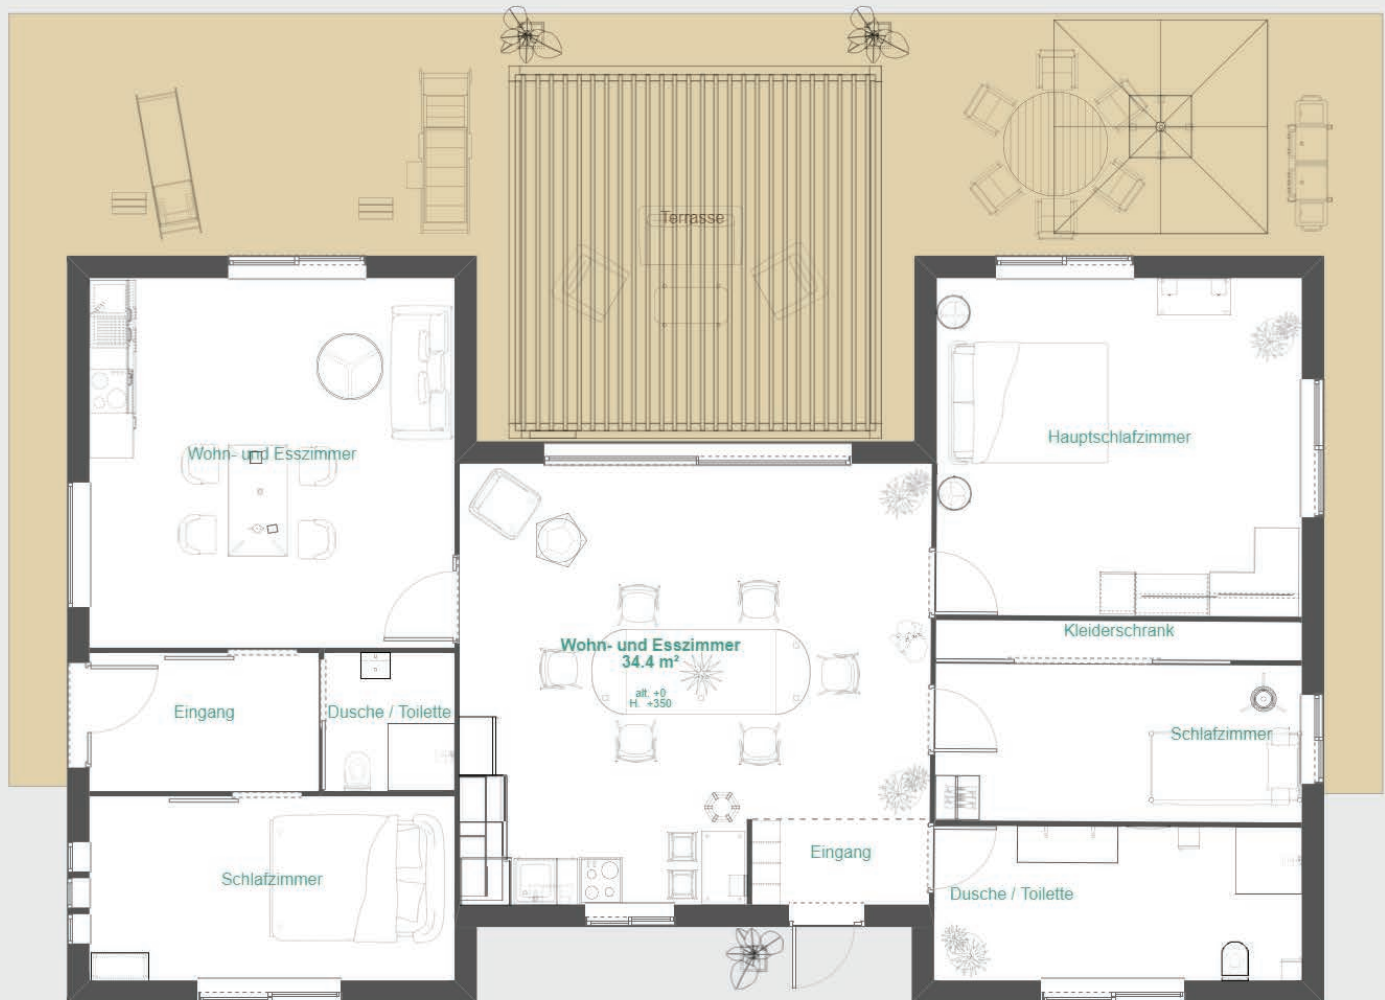 Terrasse
Wohn- und Esszimmer
Hauptschlafzimmer
Wohn- und Esszimmer
34.4 m²
alt. +0
H. +350
Kleiderschrank
Eingang
Dusche / Toilette
Schlafzimmer
Eingang
Schlafzimmer
Dusche / Toilette